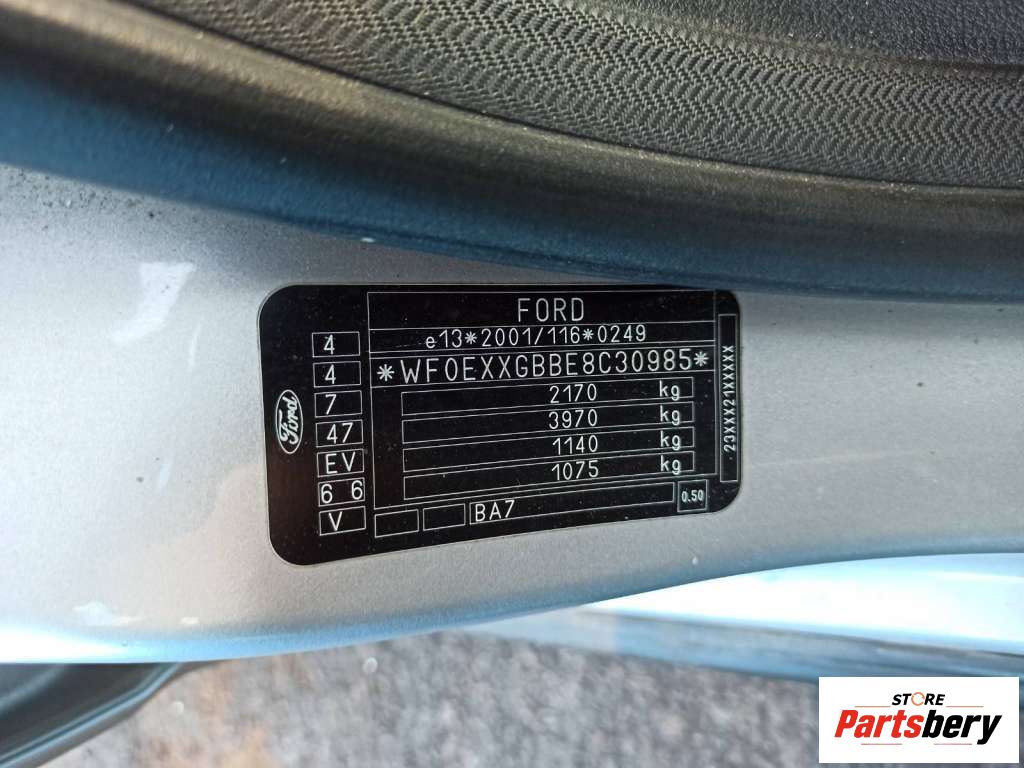 FORD
e13*2001/116*0249
*WF0EXXGBBE8C30985*
2170 kg
3970 kg
1140 kg
1075 kg
BA7
0.50
23XXX21XXXXX
4
4
7
47
EV
6 6
V
Ford
STORE
Partsbery